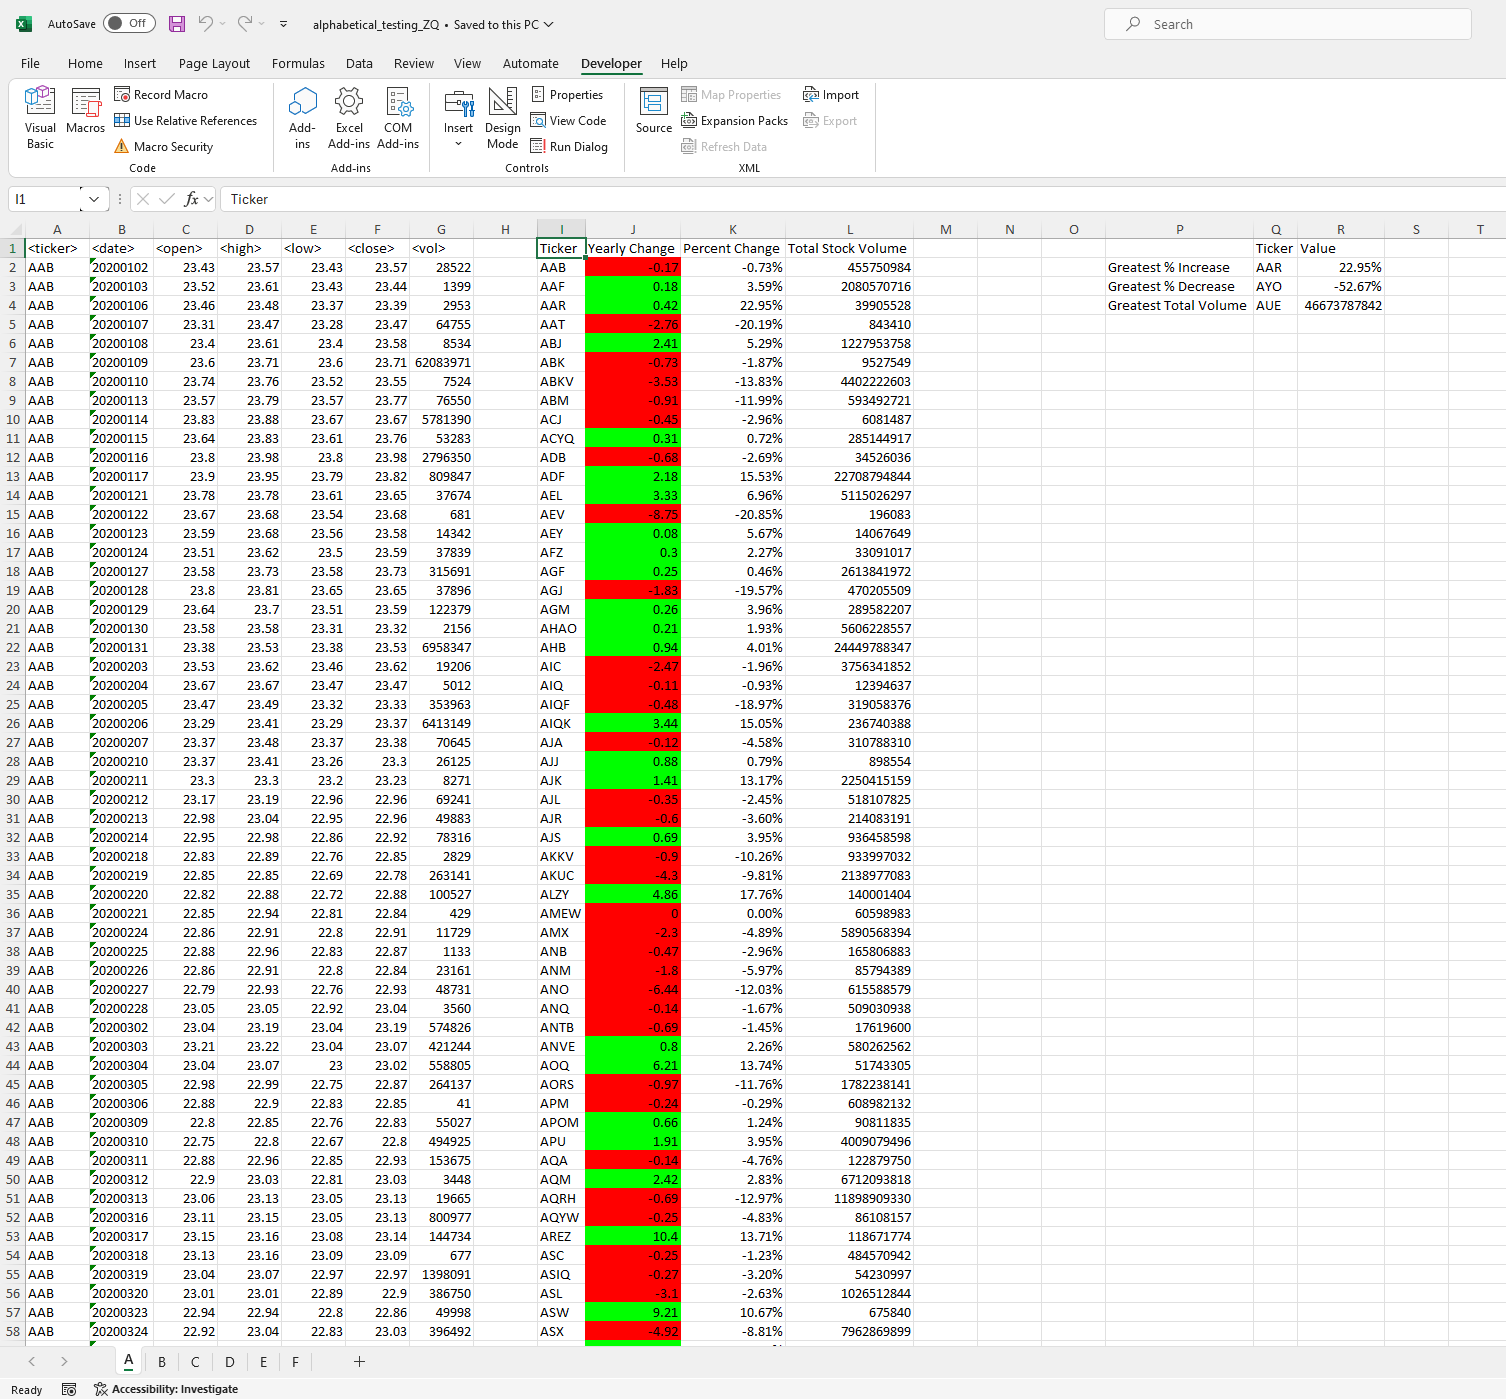 AutoSave Off alphabetical_testing_ZQ • Saved to this PC Search
File Home Insert Page Layout Formulas Data Review View Automate Developer Help
Visual Basic
Macros
Record Macro
Use Relative References
Macro Security
Code
Add-ins
Excel Add-ins
COM Add-ins
Add-ins
Insert
Design Mode
Properties
View Code
Run Dialog
Controls
Source
Map Properties
Expansion Packs
Refresh Data
Import
Export
XML
I1 fx Ticker
A B C D E F G H I J K L M N O P Q R S T
1 <ticker> <date> <open> <high> <low> <close> <vol> Ticker Yearly Change Percent Change Total Stock Volume Ticker Value
2 AAB 20200102 23.43 23.57 23.43 23.57 28522 AAB -0.17 -0.73% 455750984 Greatest % Increase AAR 22.95%
3 AAB 20200103 23.52 23.61 23.43 23.44 1399 AAF 0.18 3.59% 2080570716 Greatest % Decrease AYO -52.67%
4 AAB 20200106 23.46 23.48 23.37 23.39 2953 AAR 0.42 22.95% 39905528 Greatest Total Volume AUE 46673787842
5 AAB 20200107 23.31 23.47 23.28 23.47 64755 AAT -2.76 -20.19% 843410
6 AAB 20200108 23.4 23.61 23.4 23.58 8534 ABJ 2.41 5.29% 1227953758
7 AAB 20200109 23.6 23.71 23.6 23.71 62083971 ABK -0.73 -1.87% 9527549
8 AAB 20200110 23.74 23.76 23.52 23.55 7524 ABKV -3.53 -13.83% 4402222603
9 AAB 20200113 23.57 23.79 23.57 23.77 76550 ABM -0.91 -11.99% 593492721
10 AAB 20200114 23.83 23.88 23.67 23.67 5781390 ACJ -0.45 -2.96% 6081487
11 AAB 20200115 23.64 23.83 23.61 23.76 53283 ACYQ 0.31 0.72% 285144917
12 AAB 20200116 23.8 23.98 23.8 23.98 2796350 ADB -0.68 -2.69% 34526036
13 AAB 20200117 23.9 23.95 23.79 23.82 809847 ADF 2.18 15.53% 22708794844
14 AAB 20200121 23.78 23.78 23.61 23.65 37674 AEL 3.33 6.96% 5115026297
15 AAB 20200122 23.67 23.68 23.54 23.68 681 AEV -8.75 -20.85% 196083
16 AAB 20200123 23.59 23.68 23.56 23.58 14342 AEY 0.08 5.67% 14067649
17 AAB 20200124 23.51 23.62 23.5 23.59 37839 AFZ 0.3 2.27% 33091017
18 AAB 20200127 23.58 23.73 23.58 23.73 315691 AGF 0.25 0.46% 2613841972
19 AAB 20200128 23.8 23.81 23.65 23.65 37896 AGJ -1.83 -19.57% 470205509
20 AAB 20200129 23.64 23.7 23.51 23.59 122379 AGM 0.26 3.96% 289582207
21 AAB 20200130 23.58 23.58 23.31 23.32 2156 AHAO 0.21 1.93% 5606228557
22 AAB 20200131 23.38 23.53 23.38 23.53 6958347 AHB 0.94 4.01% 24449788347
23 AAB 20200203 23.53 23.62 23.46 23.62 19206 AIC -2.47 -1.96% 3756341852
24 AAB 20200204 23.67 23.67 23.47 23.47 5012 AIQ -0.11 -0.93% 12394637
25 AAB 20200205 23.47 23.49 23.32 23.33 353963 AIQF -0.48 -18.97% 319058376
26 AAB 20200206 23.29 23.41 23.29 23.37 6413149 AIQK 3.44 15.05% 236740388
27 AAB 20200207 23.37 23.48 23.37 23.38 70645 AJA -0.12 -4.58% 310788310
28 AAB 20200210 23.37 23.41 23.26 23.3 26125 AJJ 0.88 0.79% 898554
29 AAB 20200211 23.3 23.3 23.2 23.23 8271 AJK 1.41 13.17% 2250415159
30 AAB 20200212 23.17 23.19 22.96 22.96 69241 AJL -0.35 -2.45% 518107825
31 AAB 20200213 22.98 23.04 22.95 22.96 49883 AJR -0.6 -3.60% 214083191
32 AAB 20200214 22.95 22.98 22.86 22.92 78316 AJS 0.69 3.95% 936458598
33 AAB 20200218 22.83 22.89 22.76 22.85 2829 AKKV -0.9 -10.26% 933997032
34 AAB 20200219 22.85 22.85 22.69 22.78 263141 AKUC -4.3 -9.81% 2138977083
35 AAB 20200220 22.82 22.88 22.72 22.88 100527 ALZY 4.86 17.76% 140001404
36 AAB 20200221 22.85 22.94 22.81 22.84 429 AMEW 0 0.00% 60598983
37 AAB 20200224 22.86 22.91 22.8 22.91 11729 AMX -2.3 -4.89% 5890568394
38 AAB 20200225 22.88 22.96 22.83 22.87 1133 ANB -0.47 -2.96% 165806883
39 AAB 20200226 22.86 22.91 22.8 22.84 23161 ANM -1.8 -5.97% 85794389
40 AAB 20200227 22.79 22.93 22.76 22.93 48731 ANO -6.44 -12.03% 615588579
41 AAB 20200228 23.05 23.05 22.92 23.04 3560 ANQ -0.14 -1.67% 509030938
42 AAB 20200302 23.04 23.19 23.04 23.19 574826 ANTB -0.69 -1.45% 17619600
43 AAB 20200303 23.21 23.22 23.04 23.07 421244 ANVE 0.8 2.26% 580262562
44 AAB 20200304 23.04 23.07 23 23.02 558805 AOQ 6.21 13.74% 51743305
45 AAB 20200305 22.98 22.99 22.75 22.87 264137 AORS -0.97 -11.76% 1782238141
46 AAB 20200306 22.88 22.9 22.83 22.85 41 APM -0.24 -0.29% 608982132
47 AAB 20200309 22.8 22.85 22.76 22.83 55027 APOM 0.66 1.24% 90811835
48 AAB 20200310 22.75 22.8 22.67 22.8 494925 APU 1.91 3.95% 4009079496
49 AAB 20200311 22.88 22.96 22.85 22.93 153675 AQA -0.14 -4.76% 122879750
50 AAB 20200312 22.9 23.03 22.81 23.03 3448 AQM 2.42 2.83% 6712093818
51 AAB 20200313 23.06 23.13 23.05 23.13 19665 AQRH -0.69 -12.97% 11898909330
52 AAB 20200316 23.11 23.15 23.05 23.13 800977 AQYW -0.25 -4.83% 86108157
53 AAB 20200317 23.15 23.16 23.08 23.14 144734 AREZ 10.4 13.71% 118671774
54 AAB 20200318 23.13 23.16 23.09 23.09 677 ASC -0.25 -1.23% 484570942
55 AAB 20200319 23.04 23.07 22.97 22.97 1398091 ASIQ -0.27 -3.20% 54230997
56 AAB 20200320 23.01 23.01 22.89 22.9 386750 ASL -3.1 -2.63% 1026512844
57 AAB 20200323 22.94 22.94 22.8 22.86 49998 ASW 9.21 10.67% 675840
58 AAB 20200324 22.92 23.04 22.83 23.03 396492 ASX -4.92 -8.81% 7962869899
A B C D E F
Ready Accessibility: Investigate